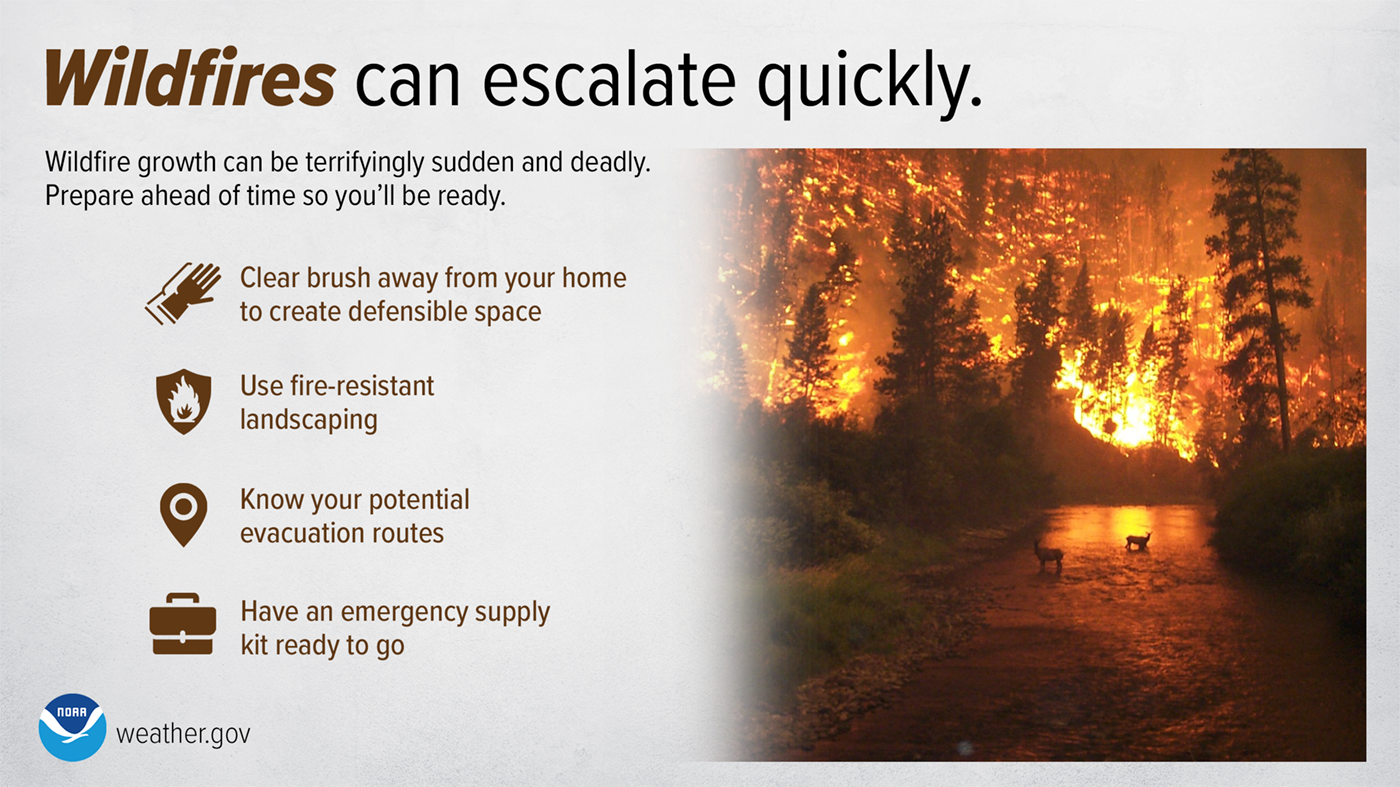 Wildfires can escalate quickly.
Wildfire growth can be terrifyingly sudden and deadly.
Prepare ahead of time so you’ll be ready.
Clear brush away from your home
to create defensible space
Use fire-resistant
landscaping
Know your potential
evacuation routes
Have an emergency supply
kit ready to go
NOAA
weather.gov